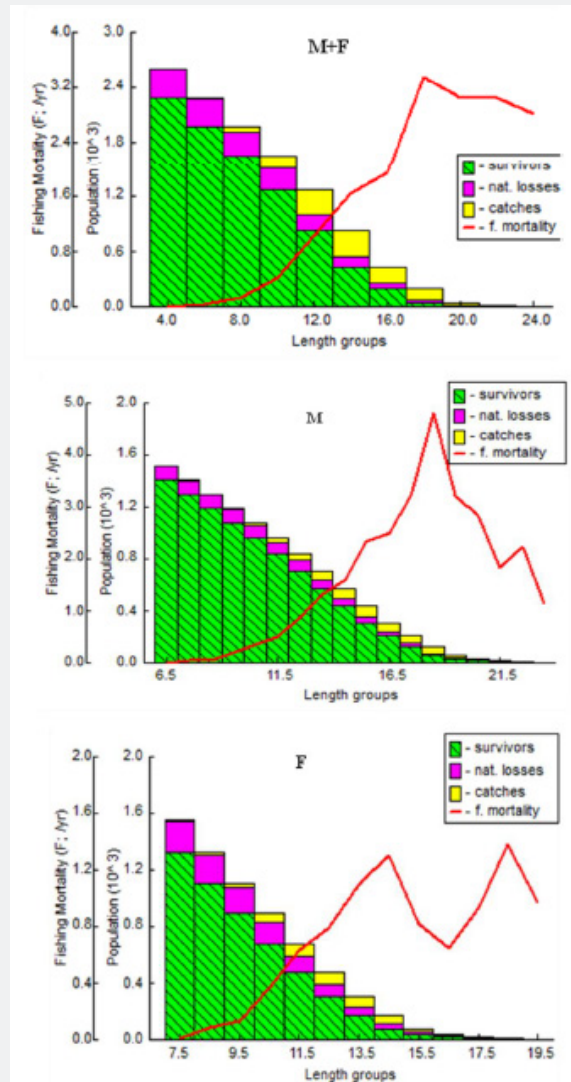 M+F
Fishing Mortality (F; /yr)
4.0
3.2
2.4
1.6
0.8
0.0
Population (10^3)
3.0
2.4
1.8
1.2
0.6
0.0
- survivors
- nat. losses
- catches
- f. mortality
4.0 8.0 12.0 16.0 20.0 24.0
Length groups
M
Fishing Mortality (F; /yr)
5.0
4.0
3.0
2.0
1.0
0.0
Population (10^3)
2.0
1.6
1.2
0.8
0.4
0.0
- survivors
- nat. losses
- catches
- f. mortality
6.5 11.5 16.5 21.5
Length groups
F
Fishing Mortality (F; /yr)
2.0
1.6
1.2
0.8
0.4
0.0
Population (10^3)
2.0
1.6
1.2
0.8
0.4
0.0
- survivors
- nat. losses
- catches
- f. mortality
7.5 9.5 11.5 13.5 15.5 17.5 19.5
Length groups